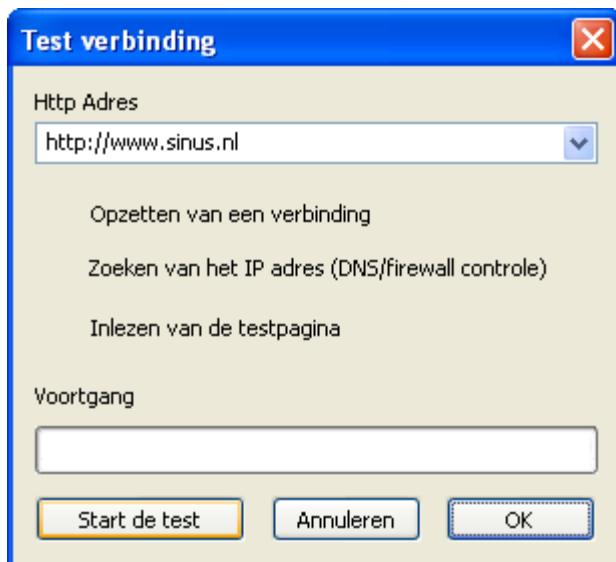 Test verbinding
Http Adres
http://www.sinus.nl
Opzetten van een verbinding
Zoeken van het IP adres (DNS/firewall controle)
Inlezen van de testpagina
Voortgang
Start de test Annuleren OK